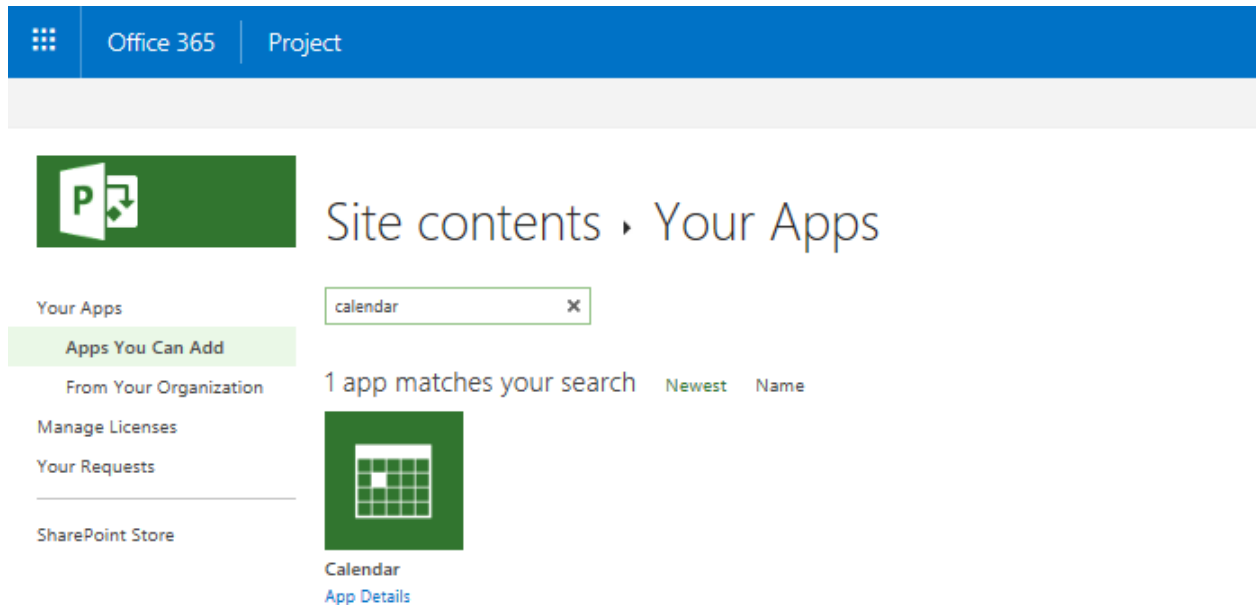 Office 365 Project
P
Site contents ▸ Your Apps
calendar
Your Apps
Apps You Can Add
From Your Organization
Manage Licenses
Your Requests
SharePoint Store
1 app matches your search Newest Name
Calendar
App Details